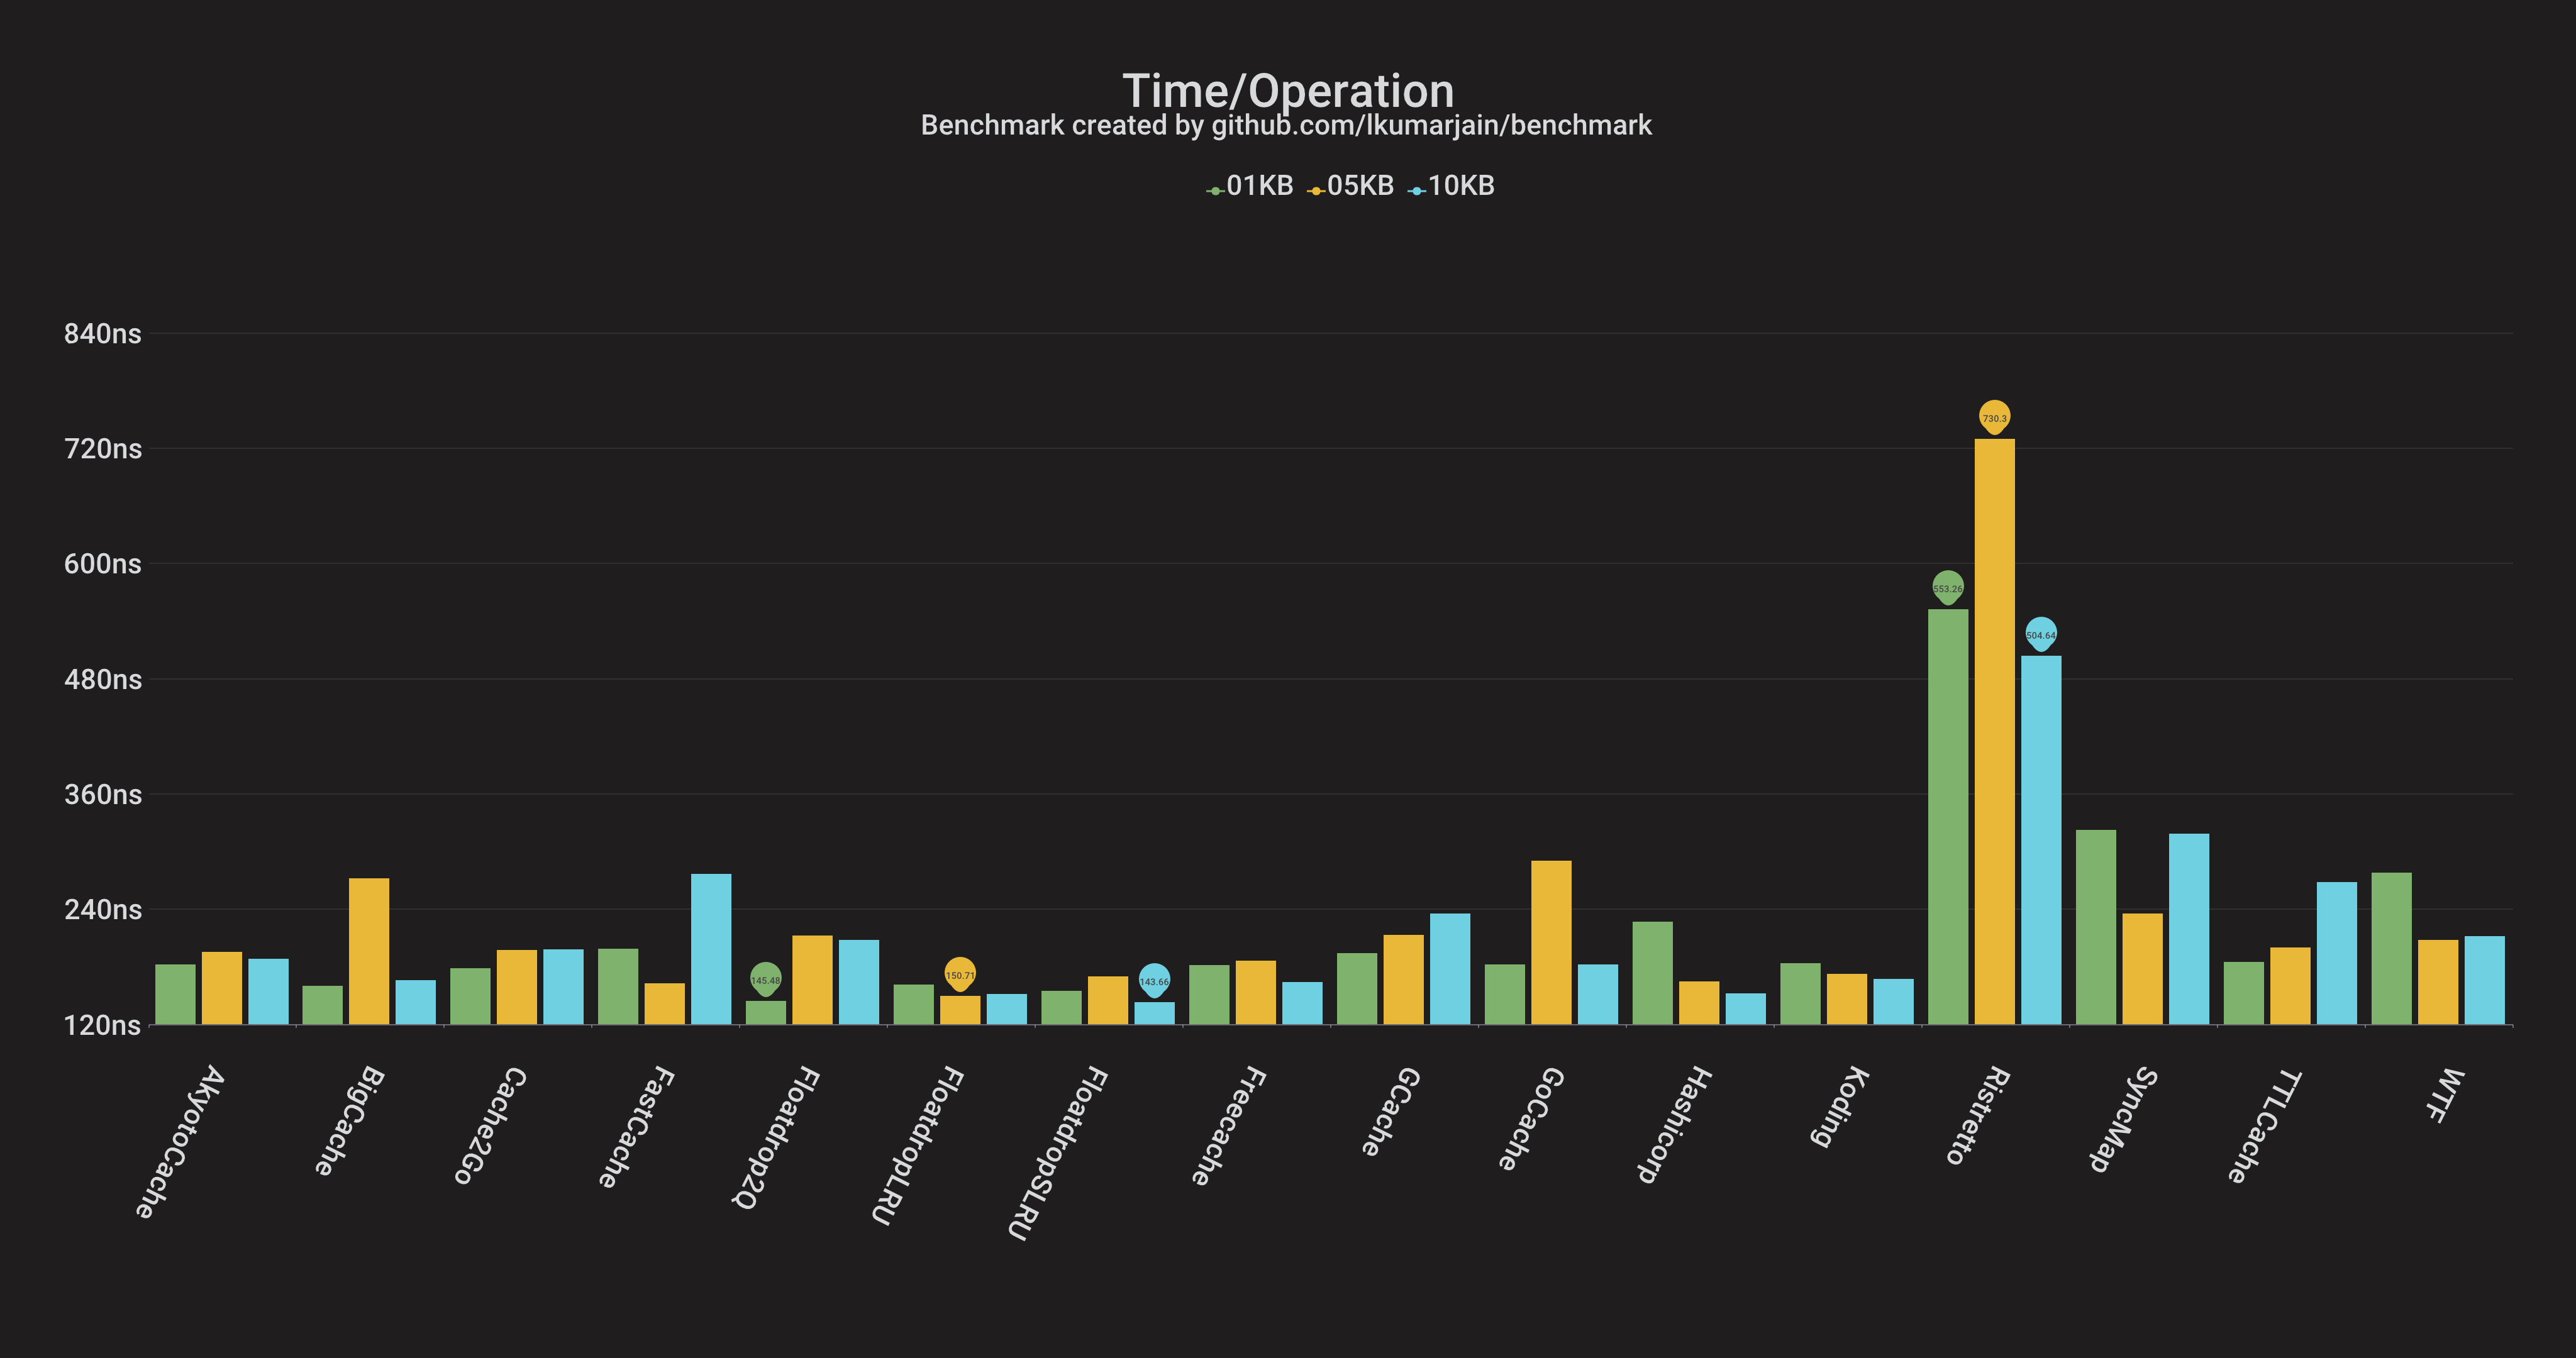 Time/Operation
Benchmark created by github.com/lkumarjain/benchmark
01KB 05KB 10KB
840ns
720ns
600ns
480ns
360ns
240ns
120ns
730.3
553.26
504.64
145.48
150.71
143.66
AkyotoCache
BigCache
Cache2Go
FastCache
Floatdrop2Q
FloatdropLRU
FloatdropSLRU
Freecache
GCache
GoCache
Hashicorp
Koding
Ristretto
SyncMap
TTLCache
WTF